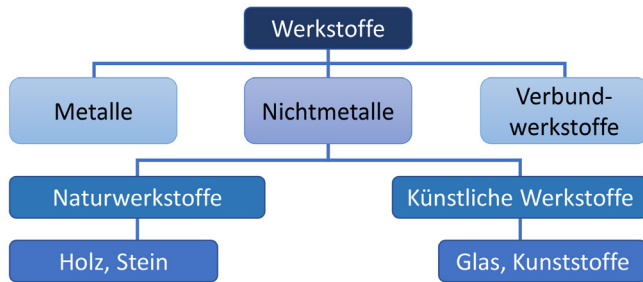 Werkstoffe
Metalle
Nichtmetalle
Verbund-
werkstoffe
Naturwerkstoffe
Künstliche Werkstoffe
Holz, Stein
Glas, Kunststoffe